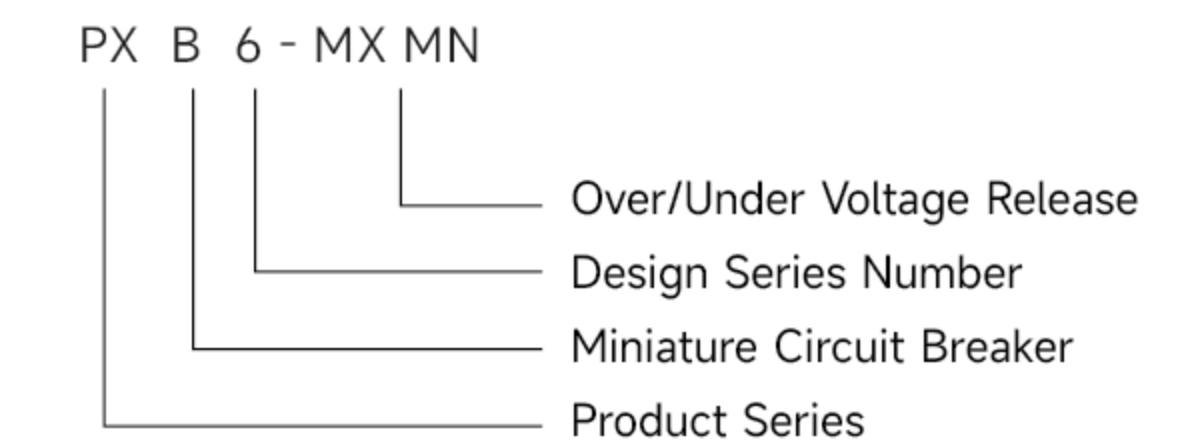 PX B 6 - MX MN
Over/Under Voltage Release
Design Series Number
Miniature Circuit Breaker
Product Series